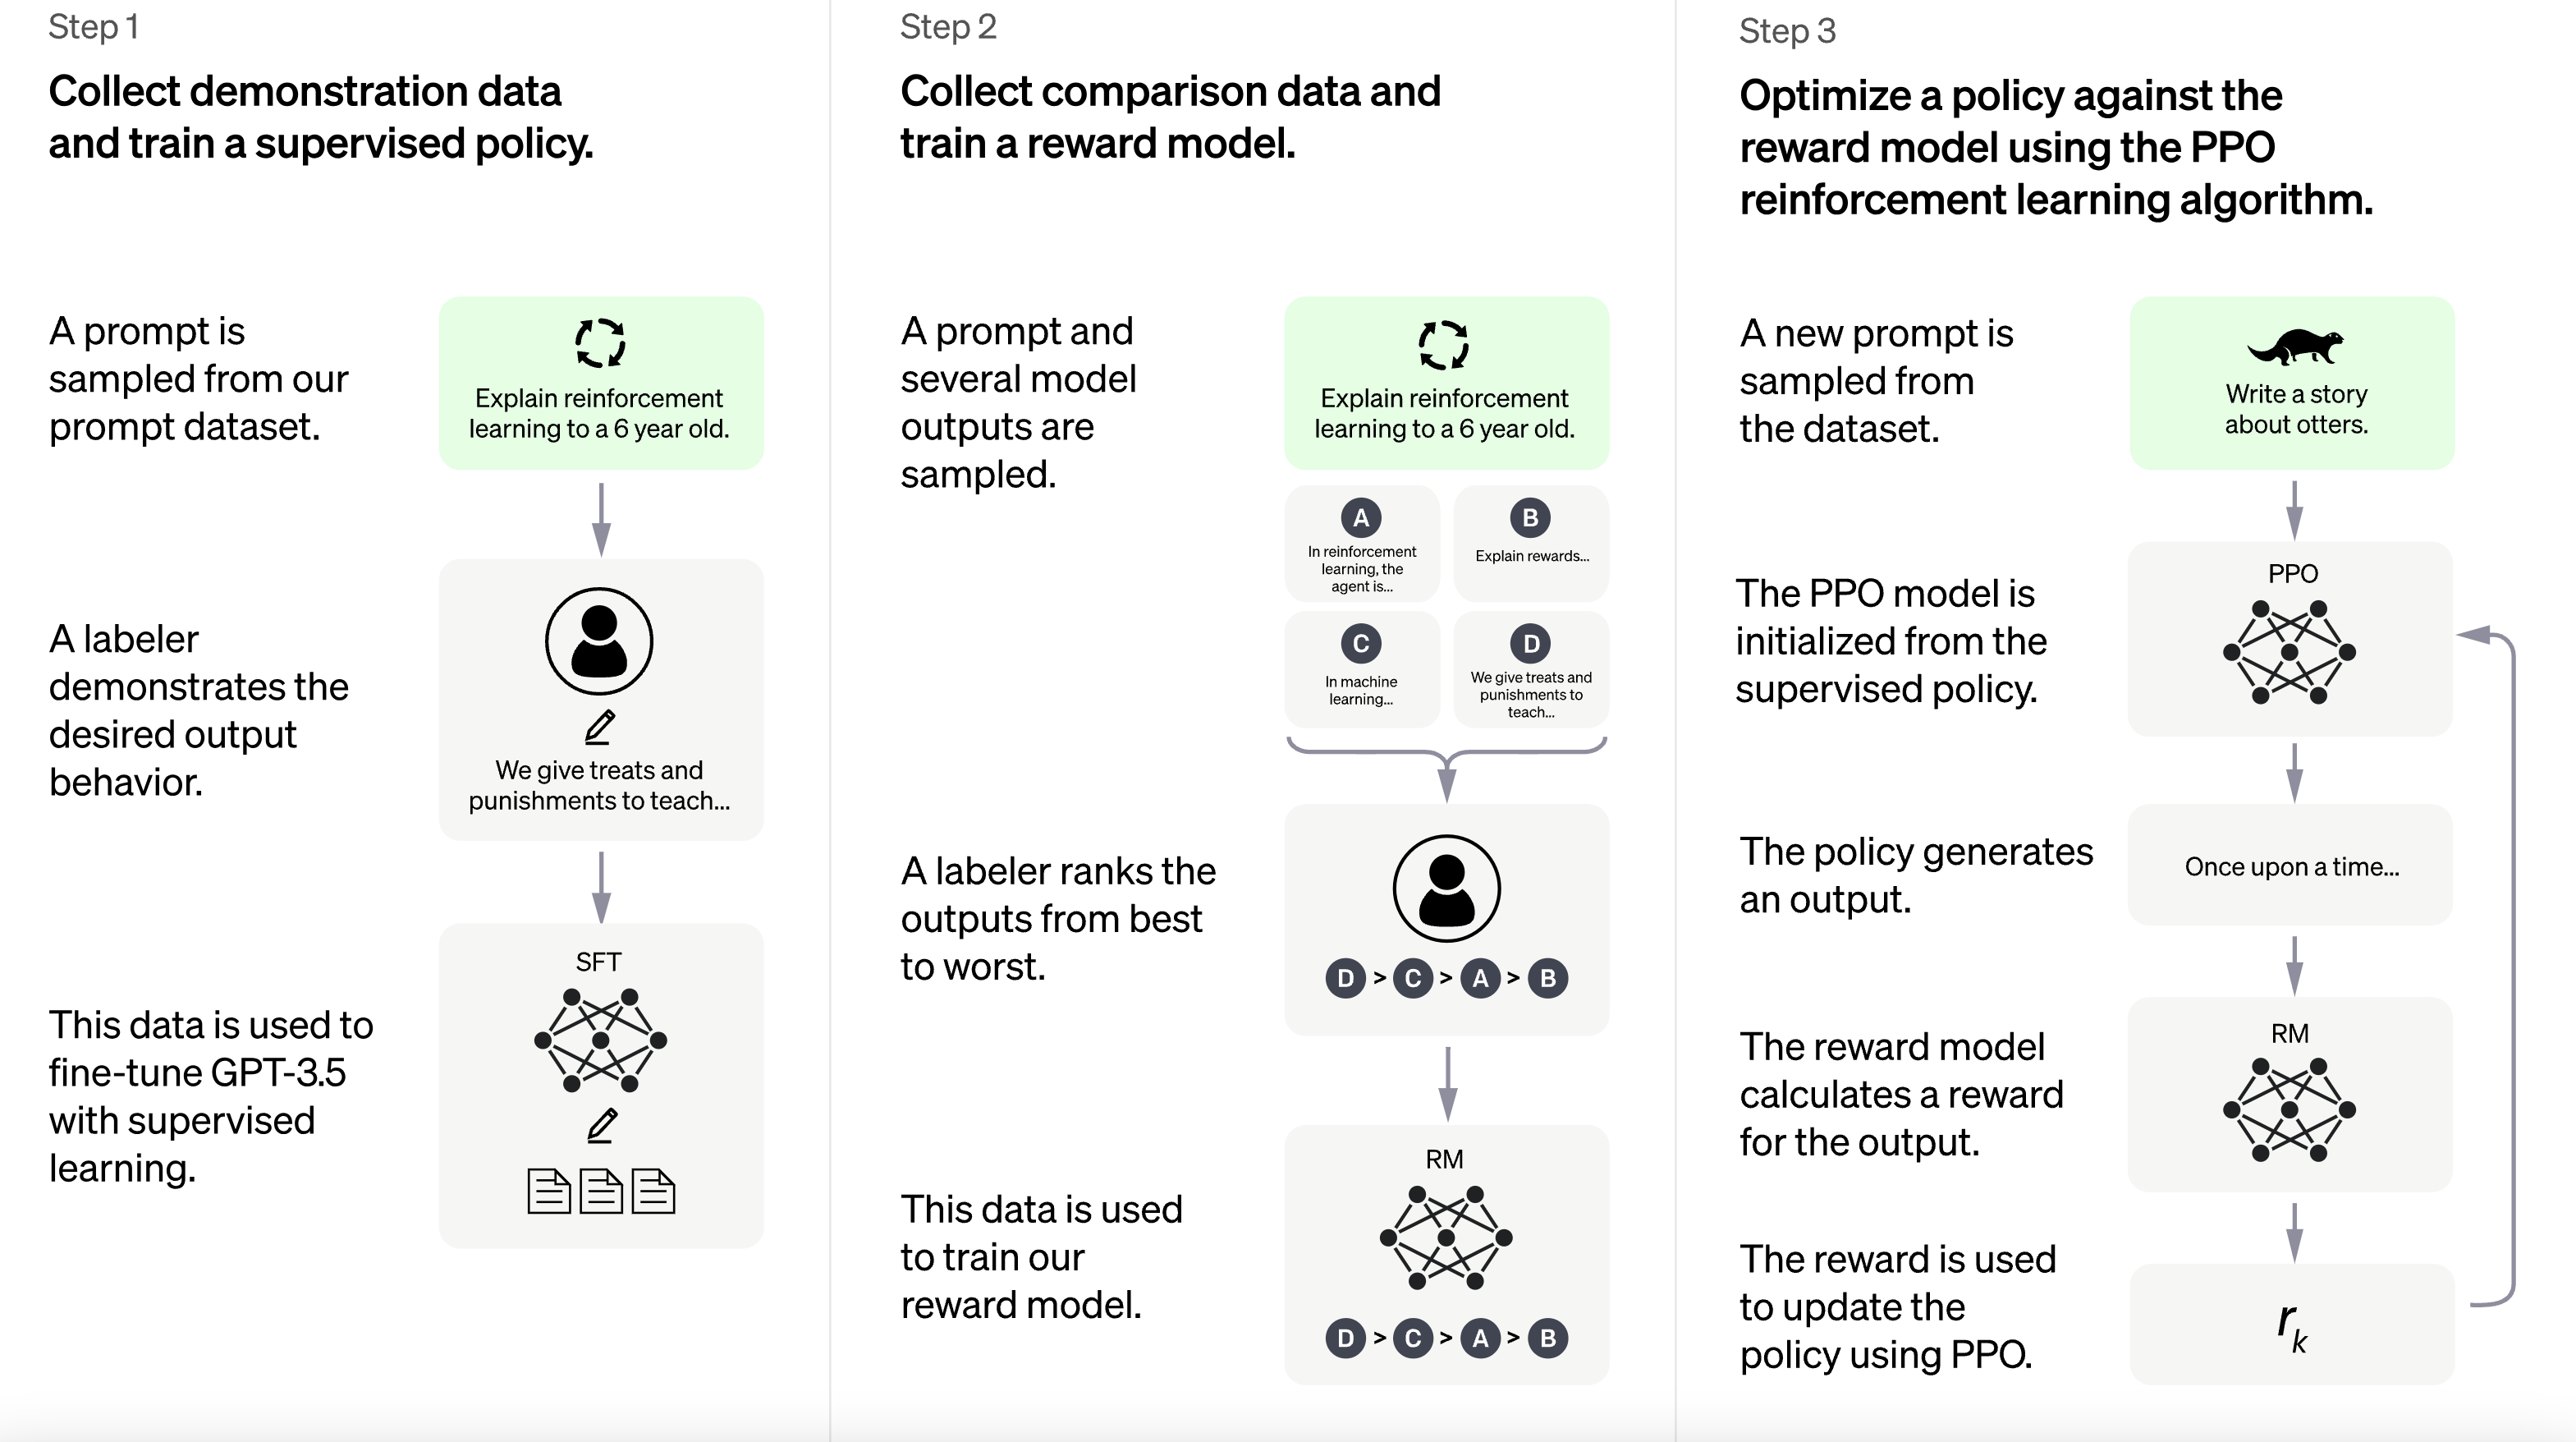 Step 1
Collect demonstration data
and train a supervised policy.
A prompt is
sampled from our
prompt dataset.
Explain reinforcement
learning to a 6 year old.
A labeler
demonstrates the
desired output
behavior.
We give treats and
punishments to teach...
This data is used to
fine-tune GPT-3.5
with supervised
learning.
SFT
Step 2
Collect comparison data and
train a reward model.
A prompt and
several model
outputs are
sampled.
Explain reinforcement
learning to a 6 year old.
A
In reinforcement
learning, the
agent is...
B
Explain rewards...
C
In machine
learning...
D
We give treats and
punishments to
teach...
A labeler ranks the
outputs from best
to worst.
D > C > A > B
This data is used
to train our
reward model.
RM
D > C > A > B
Step 3
Optimize a policy against the
reward model using the PPO
reinforcement learning algorithm.
A new prompt is
sampled from
the dataset.
Write a story
about otters.
The PPO model is
initialized from the
supervised policy.
PPO
The policy generates
an output.
Once upon a time...
The reward model
calculates a reward
for the output.
RM
The reward is used
to update the
policy using PPO.
rk